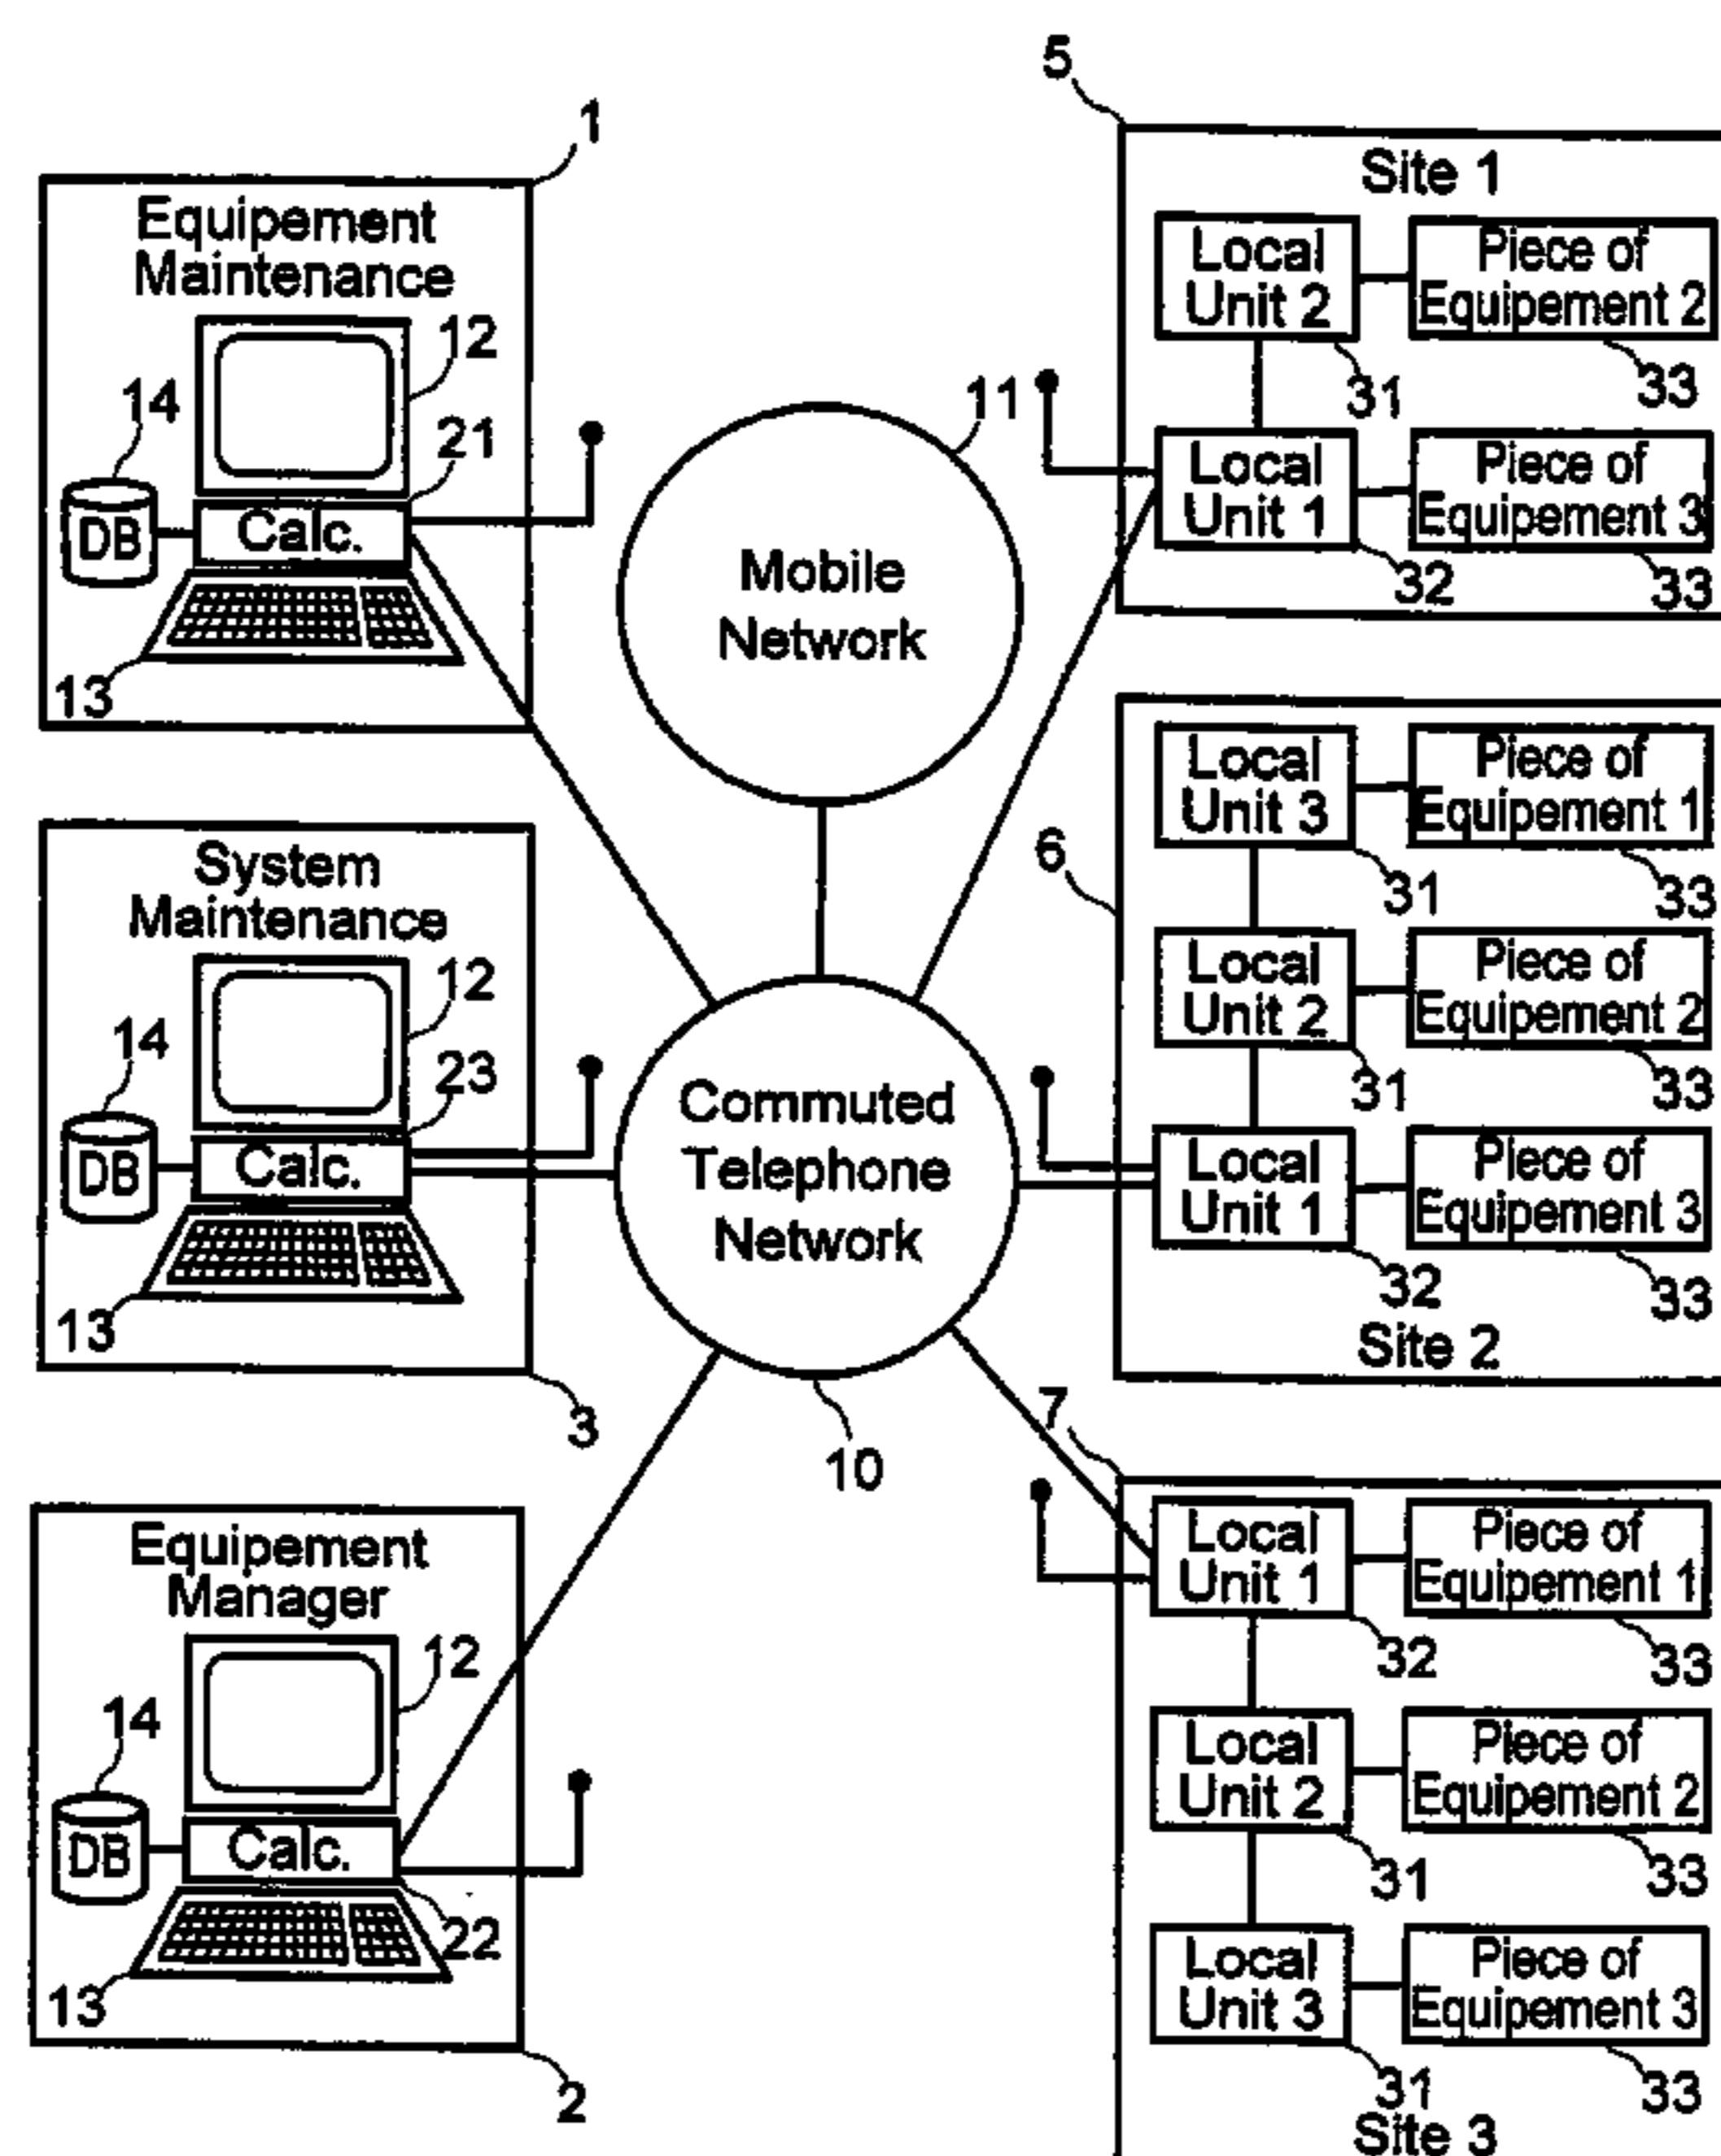 1
Equipement
Maintenance
12
14
21
DB
Calc.
13
System
Maintenance
12
14
23
DB
Calc.
13
3
Equipement
Manager
12
14
DB
Calc.
22
13
2
11
Mobile
Network
Commuted
Telephone
Network
10
5
Site 1
Local
Unit 2
Piece of
Equipement 2
31
33
Local
Unit 1
Piece of
Equipement 3
32
33
6
Local
Unit 3
Piece of
Equipement 1
31
33
Local
Unit 2
Piece of
Equipement 2
31
33
Local
Unit 1
Piece of
Equipement 3
32
33
Site 2
7
Local
Unit 1
Piece of
Equipement 1
32
33
Local
Unit 2
Piece of
Equipement 2
31
33
Local
Unit 3
Piece of
Equipement 3
31
33
Site 3